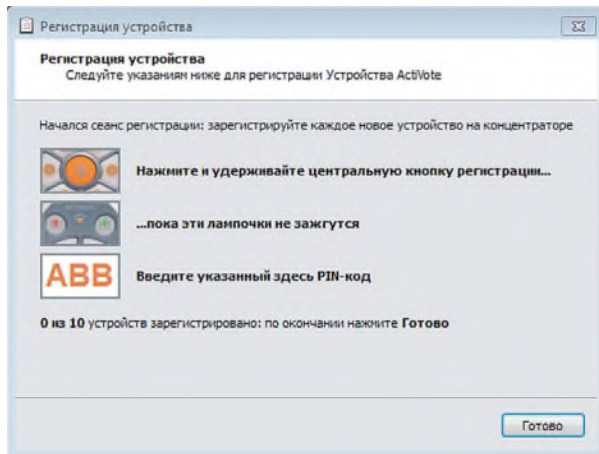 Регистрация устройства
Регистрация устройства
Следуйте указаниям ниже для регистрации Устройства ActiVote
Начался сеанс регистрации: зарегистрируйте каждое новое устройство на концентраторе
Нажмите и удерживайте центральную кнопку регистрации...
...пока эти лампочки не зажгутся
ABB
Введите указанный здесь PIN-код
0 из 10 устройств зарегистрировано: по окончании нажмите Готово
Готово